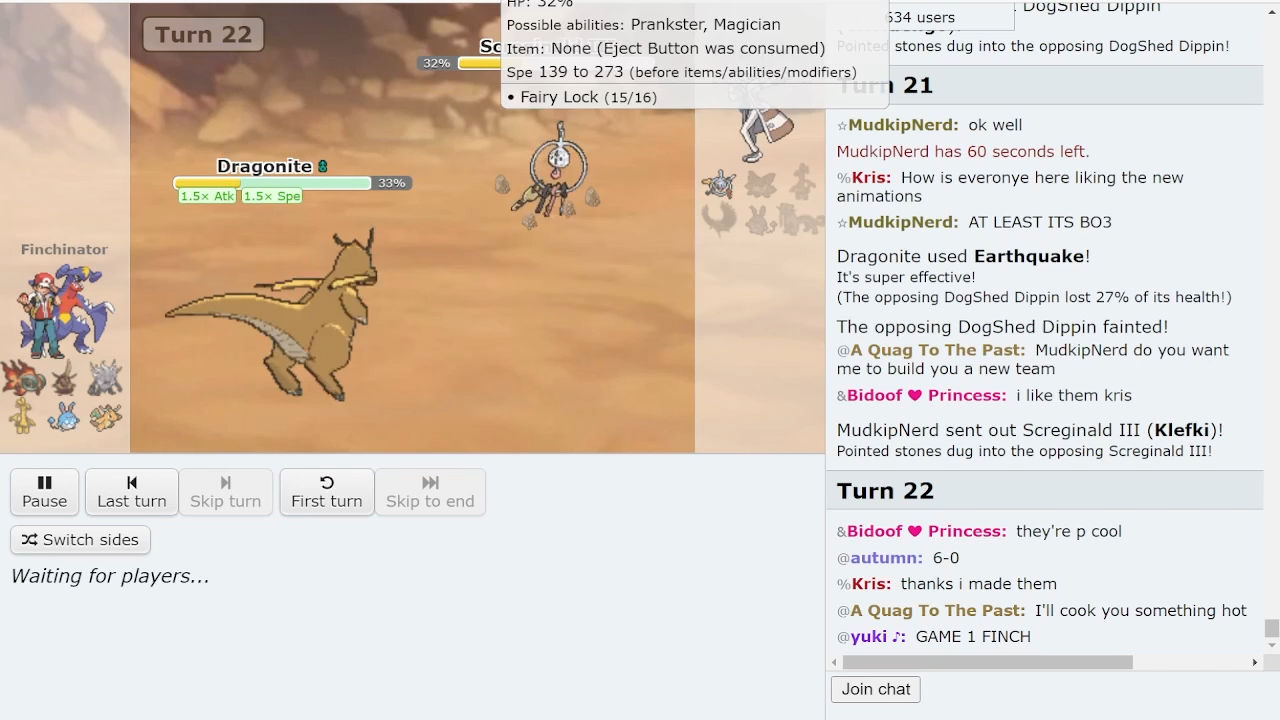 Turn 22
HP: 32%
Possible abilities: Prankster, Magician
Item: None (Eject Button was consumed)
Spe 139 to 273 (before items/abilities/modifiers)
• Fairy Lock (15/16)
Sc
32%
Dragonite
33%
1.5× Atk 1.5× Spe
Finchinator
Pause
Last turn
Skip turn
First turn
Skip to end
Switch sides
Waiting for players...
534 users
DogShed Dippin
Pointed stones dug into the opposing DogShed Dippin!
Turn 21
☆MudkipNerd: ok well
MudkipNerd has 60 seconds left.
%Kris: How is everonye here liking the new
animations
☆MudkipNerd: AT LEAST ITS BO3
Dragonite used Earthquake!
It's super effective!
(The opposing DogShed Dippin lost 27% of its health!)
The opposing DogShed Dippin fainted!
@A Quag To The Past: MudkipNerd do you want
me to build you a new team
&Bidoof ♥ Princess: i like them kris
MudkipNerd sent out Screginald III (Klefki)!
Pointed stones dug into the opposing Screginald III!
Turn 22
&Bidoof ♥ Princess: they're p cool
@autumn: 6-0
%Kris: thanks i made them
@A Quag To The Past: I'll cook you something hot
@yuki ♪: GAME 1 FINCH
Join chat